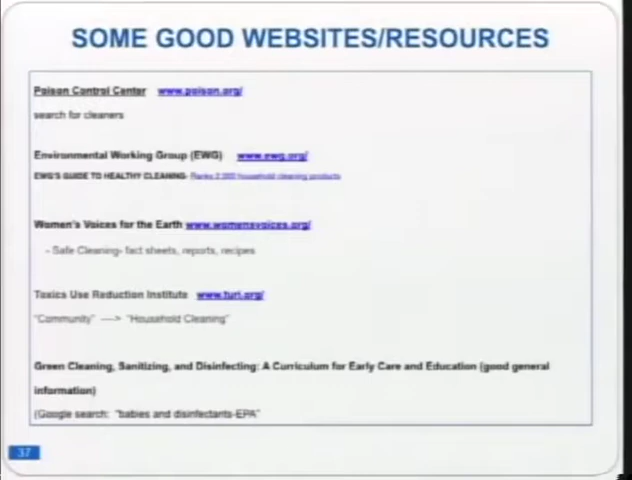 SOME GOOD WEBSITES/RESOURCES
Poison Control Center www.poison.org/
search for cleaners
Environmental Working Group (EWG) www.ewg.org/
EWG'S GUIDE TO HEALTHY CLEANING- Ranks 2,000 household cleaning products
Women's Voices for the Earth www.womensvoices.org/
- Safe Cleaning- fact sheets, reports, recipes
Toxics Use Reduction Institute www.turi.org/
"Community" ---> "Household Cleaning"
Green Cleaning, Sanitizing, and Disinfecting: A Curriculum for Early Care and Education (good general
information)
(Google search: "babies and disinfectants-EPA"
37